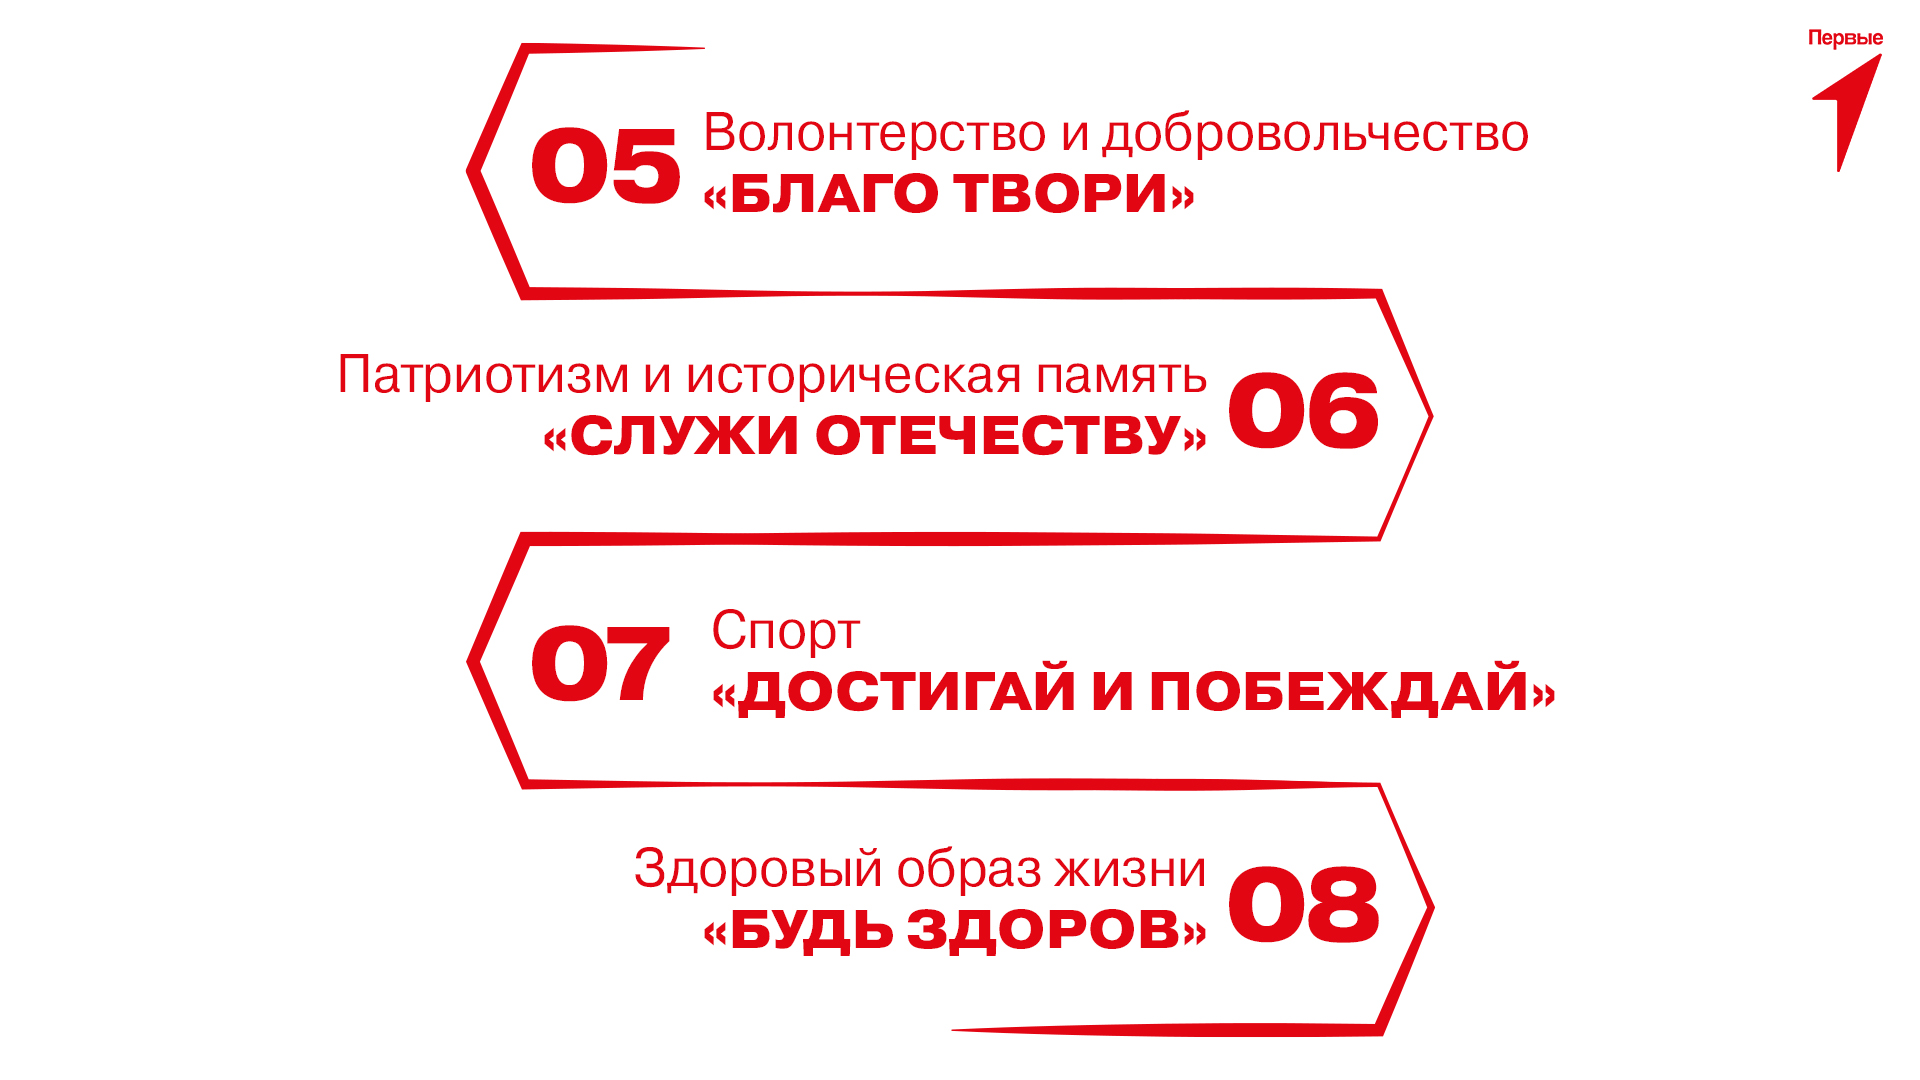 Первые
05
Волонтерство и добровольчество
«БЛАГО ТВОРИ»
Патриотизм и историческая память
«СЛУЖИ ОТЕЧЕСТВУ»
06
07
Спорт
«ДОСТИГАЙ И ПОБЕЖДАЙ»
Здоровый образ жизни
«БУДЬ ЗДОРОВ»
08